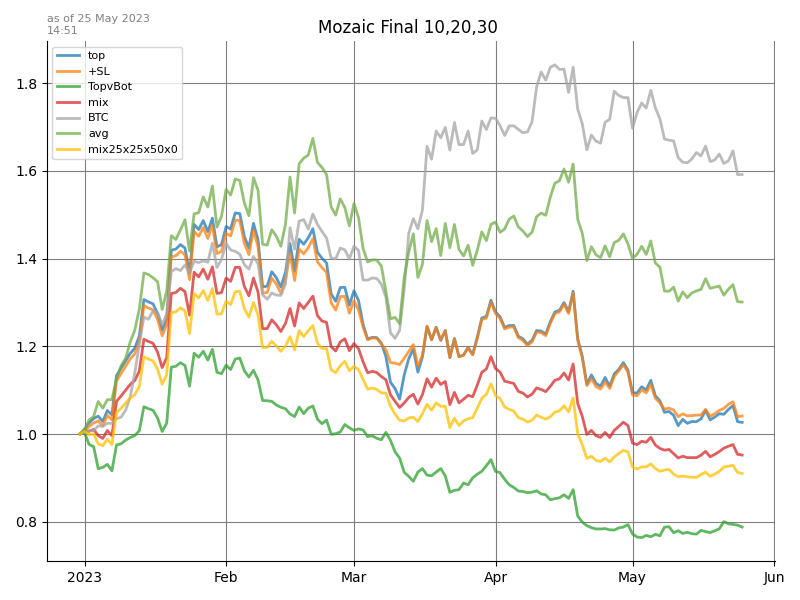 as of 25 May 2023
14:51
Mozaic Final 10,20,30
top
+SL
TopvBot
mix
BTC
avg
mix25x25x50x0
1.8
1.6
1.4
1.2
1.0
0.8
2023 Feb Mar Apr May Jun